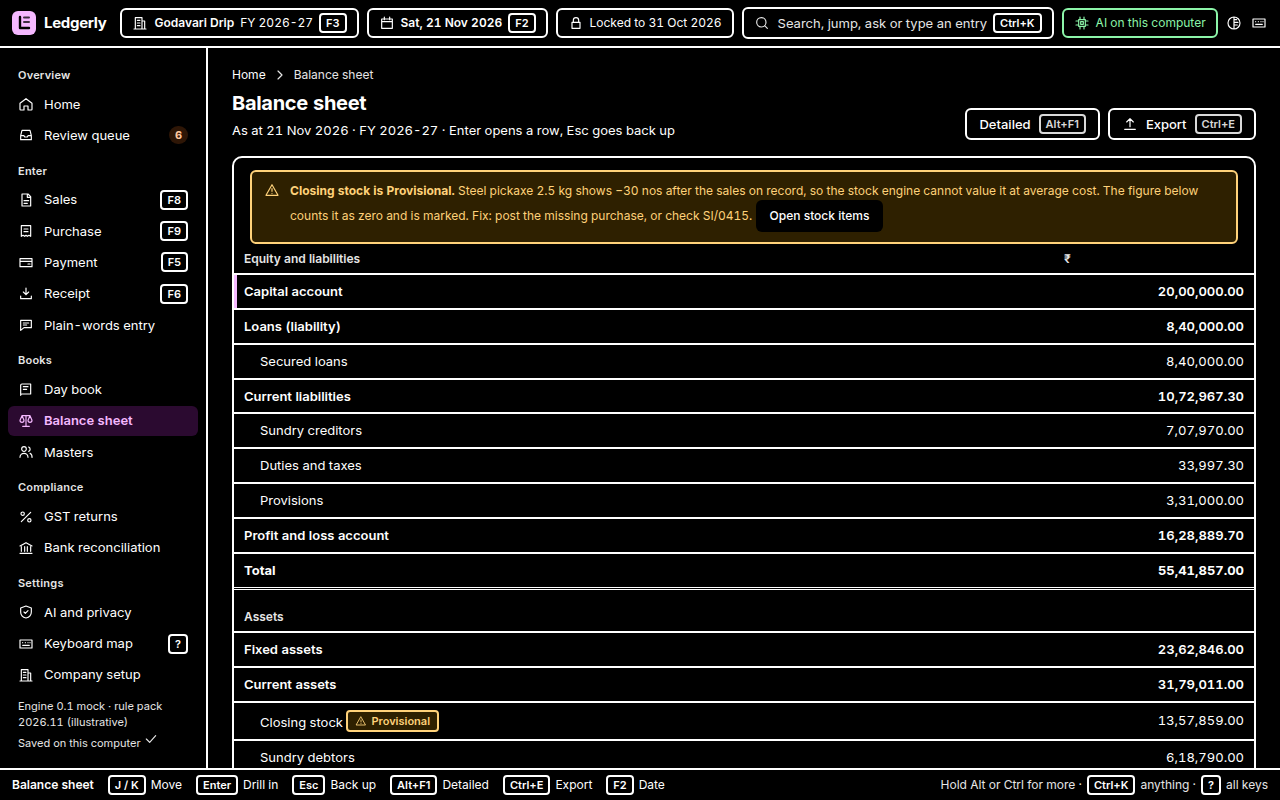 Ledgerly
Godavari Drip FY 2026-27 F3
Sat, 21 Nov 2026 F2
Locked to 31 Oct 2026
Search, jump, ask or type an entry Ctrl+K
AI on this computer
Overview
Home
Review queue 6
Enter
Sales F8
Purchase F9
Payment F5
Receipt F6
Plain-words entry
Books
Day book
Balance sheet
Masters
Compliance
GST returns
Bank reconciliation
Settings
AI and privacy
Keyboard map ?
Company setup
Engine 0.1 mock · rule pack
2026.11 (illustrative)
Saved on this computer
Home > Balance sheet
Balance sheet
As at 21 Nov 2026 · FY 2026-27 · Enter opens a row, Esc goes back up
Detailed Alt+F1
Export Ctrl+E
Closing stock is Provisional. Steel pickaxe 2.5 kg shows −30 nos after the sales on record, so the stock engine cannot value it at average cost. The figure below
counts it as zero and is marked. Fix: post the missing purchase, or check SI/0415. Open stock items
Equity and liabilities ₹
Capital account 20,00,000.00
Loans (liability) 8,40,000.00
Secured loans 8,40,000.00
Current liabilities 10,72,967.30
Sundry creditors 7,07,970.00
Duties and taxes 33,997.30
Provisions 3,31,000.00
Profit and loss account 16,28,889.70
Total 55,41,857.00
Assets
Fixed assets 23,62,846.00
Current assets 31,79,011.00
Closing stock Provisional 13,57,859.00
Sundry debtors 6,18,790.00
Balance sheet J / K Move Enter Drill in Esc Back up Alt+F1 Detailed Ctrl+E Export F2 Date
Hold Alt or Ctrl for more · Ctrl+K anything · ? all keys